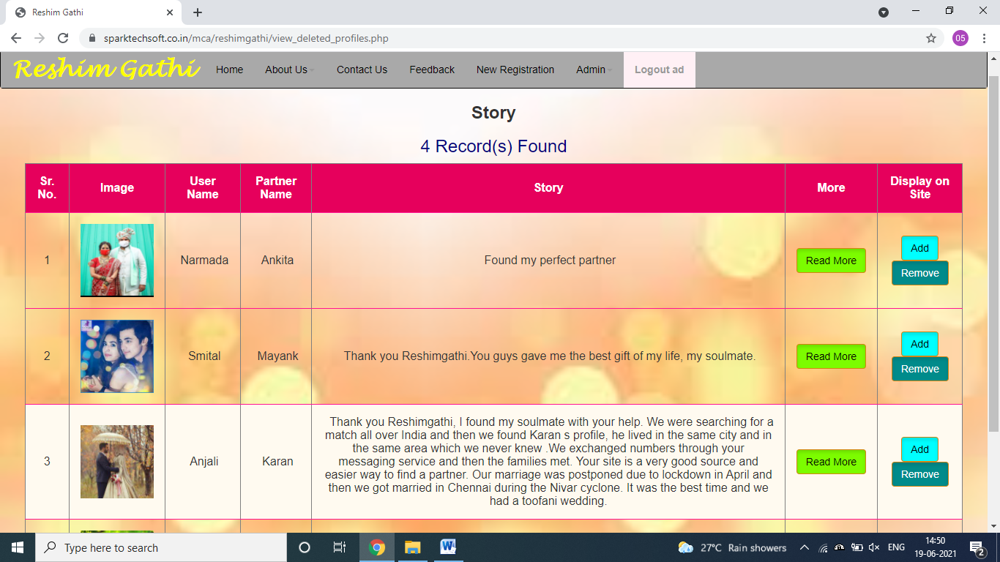 Reshim Gathi
sparktechsoft.co.in/mca/reshimgathi/view_deleted_profiles.php
05
Reshim Gathi
Home
About Us
Contact Us
Feedback
New Registration
Admin
Logout ad
Story
4 Record(s) Found
Sr.
No.
Image
User
Name
Partner
Name
Story
More
Display on
Site
1
Narmada
Ankita
Found my perfect partner
Read More
Add
Remove
2
Smital
Mayank
Thank you Reshimgathi.You guys gave me the best gift of my life, my soulmate.
Read More
Add
Remove
3
Anjali
Karan
Thank you Reshimgathi, I found my soulmate with your help. We were searching for a
match all over India and then we found Karan s profile, he lived in the same city and in
the same area which we never knew .We exchanged numbers through your
messaging service and then the families met. Your site is a very good source and
easier way to find a partner. Our marriage was postponed due to lockdown in April and
then we got married in Chennai during the Nivar cyclone. It was the best time and we
had a toofani wedding.
Read More
Add
Remove
Type here to search
27°C Rain showers
ENG
14:50
19-06-2021
2